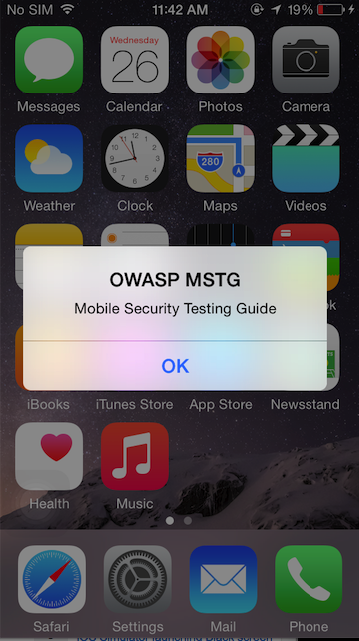 No SIM 11:42 AM 19%
Wednesday
26
Messages Calendar Photos Camera
280
Weather Clock Maps Videos
OWASP MSTG
Mobile Security Testing Guide
OK
iBooks iTunes Store App Store Newsstand
Health Music
Safari Settings Mail Phone